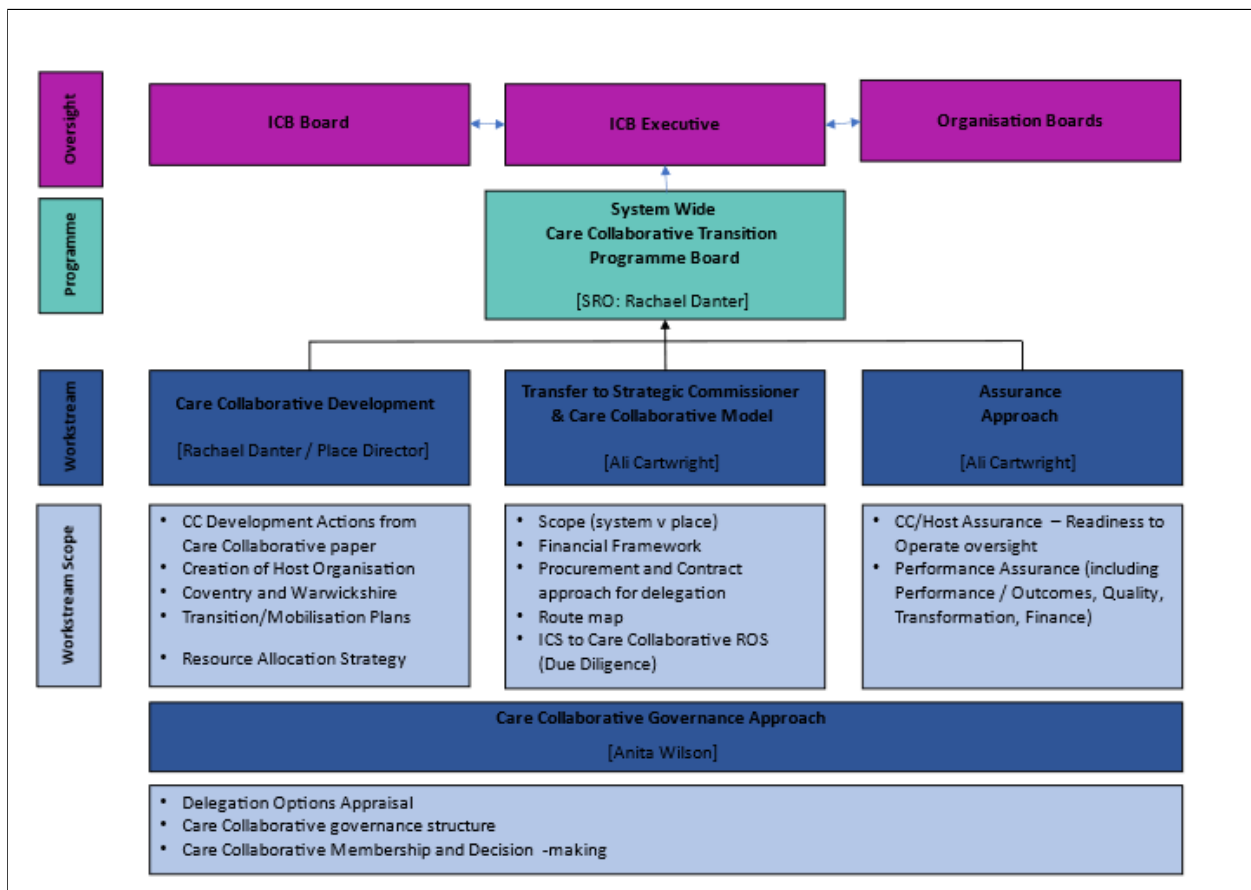 Oversight
ICB Board
ICB Executive
Organisation Boards
Programme
System Wide
Care Collaborative Transition
Programme Board
[SRO: Rachael Danter]
Workstream
Care Collaborative Development
[Rachael Danter / Place Director]
Transfer to Strategic Commissioner
& Care Collaborative Model
[Ali Cartwright]
Assurance
Approach
[Ali Cartwright]
Workstream Scope
• CC Development Actions from
Care Collaborative paper
• Creation of Host Organisation
• Coventry and Warwickshire
• Transition/Mobilisation Plans
• Resource Allocation Strategy
• Scope (system v place)
• Financial Framework
• Procurement and Contract
approach for delegation
• Route map
• ICS to Care Collaborative ROS
(Due Diligence)
• CC/Host Assurance – Readiness to
Operate oversight
• Performance Assurance (including
Performance / Outcomes, Quality,
Transformation, Finance)
Care Collaborative Governance Approach
[Anita Wilson]
• Delegation Options Appraisal
• Care Collaborative governance structure
• Care Collaborative Membership and Decision -making